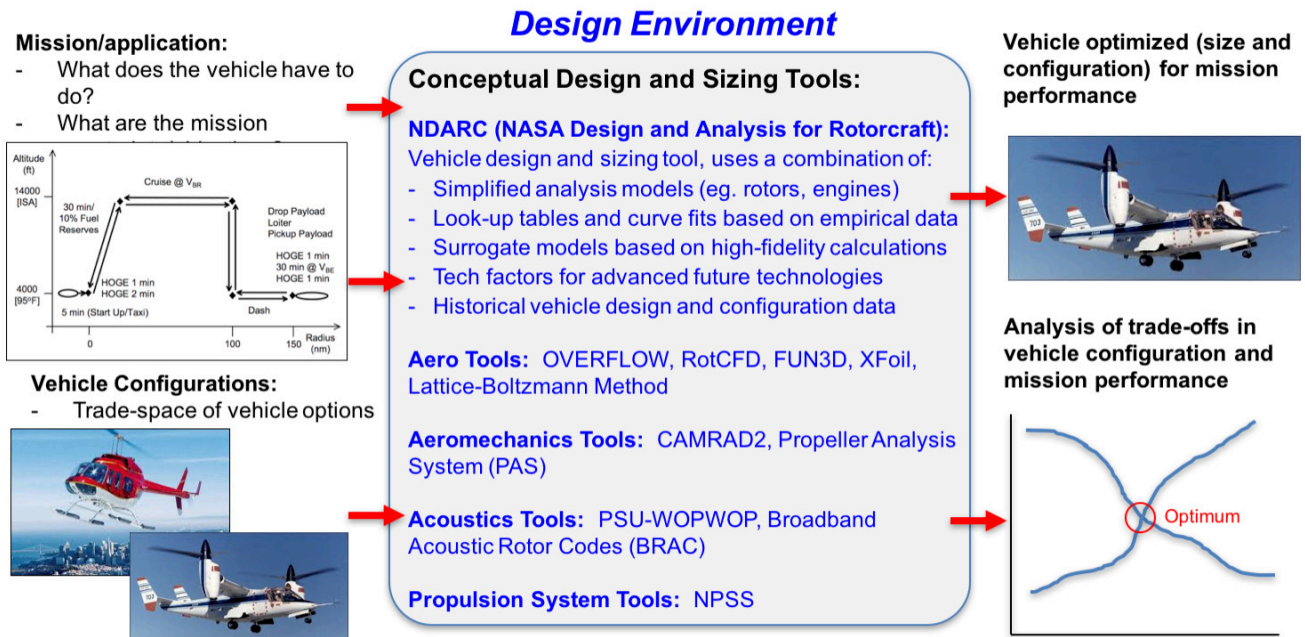 Design Environment
Mission/application:
- What does the vehicle have to
do?
- What are the mission
Altitude
(ft)
14000
[ISA]
Cruise @ VBR
30 min/
10% Fuel
Reserves
Drop Payload
Loiter
Pickup Payload
HOGE 1 min
30 min @ VBE
HOGE 1 min
HOGE 1 min
HOGE 2 min
4000
[95ºF]
5 min (Start Up/Taxi)
Dash
0
100
150
Radius
(nm)
Vehicle Configurations:
- Trade-space of vehicle options
703
Conceptual Design and Sizing Tools:
NDARC (NASA Design and Analysis for Rotorcraft):
Vehicle design and sizing tool, uses a combination of:
- Simplified analysis models (eg. rotors, engines)
- Look-up tables and curve fits based on empirical data
- Surrogate models based on high-fidelity calculations
- Tech factors for advanced future technologies
- Historical vehicle design and configuration data
Aero Tools: OVERFLOW, RotCFD, FUN3D, XFoil,
Lattice-Boltzmann Method
Aeromechanics Tools: CAMRAD2, Propeller Analysis
System (PAS)
Acoustics Tools: PSU-WOPWOP, Broadband
Acoustic Rotor Codes (BRAC)
Propulsion System Tools: NPSS
Vehicle optimized (size and
configuration) for mission
performance
703
Analysis of trade-offs in
vehicle configuration and
mission performance
Optimum